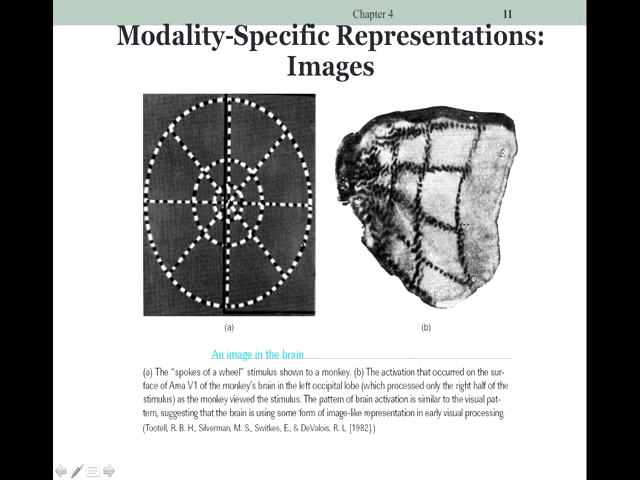 Chapter 4
11
Modality-Specific Representations:
Images
(a)
(b)
An image in the brain
(a) The "spokes of a wheel" stimulus shown to a monkey. (b) The activation that occurred on the sur-
face of Area V1 of the monkey's brain in the left occipital lobe (which processed only the right half of the
stimulus) as the monkey viewed the stimulus. The pattern of brain activation is similar to the visual pat-
tern, suggesting that the brain is using some form of image-like representation in early visual processing.
(Tootell, R. B. H., Silverman, M. S., Switkes, E., & DeValois, R. L. [1982].)